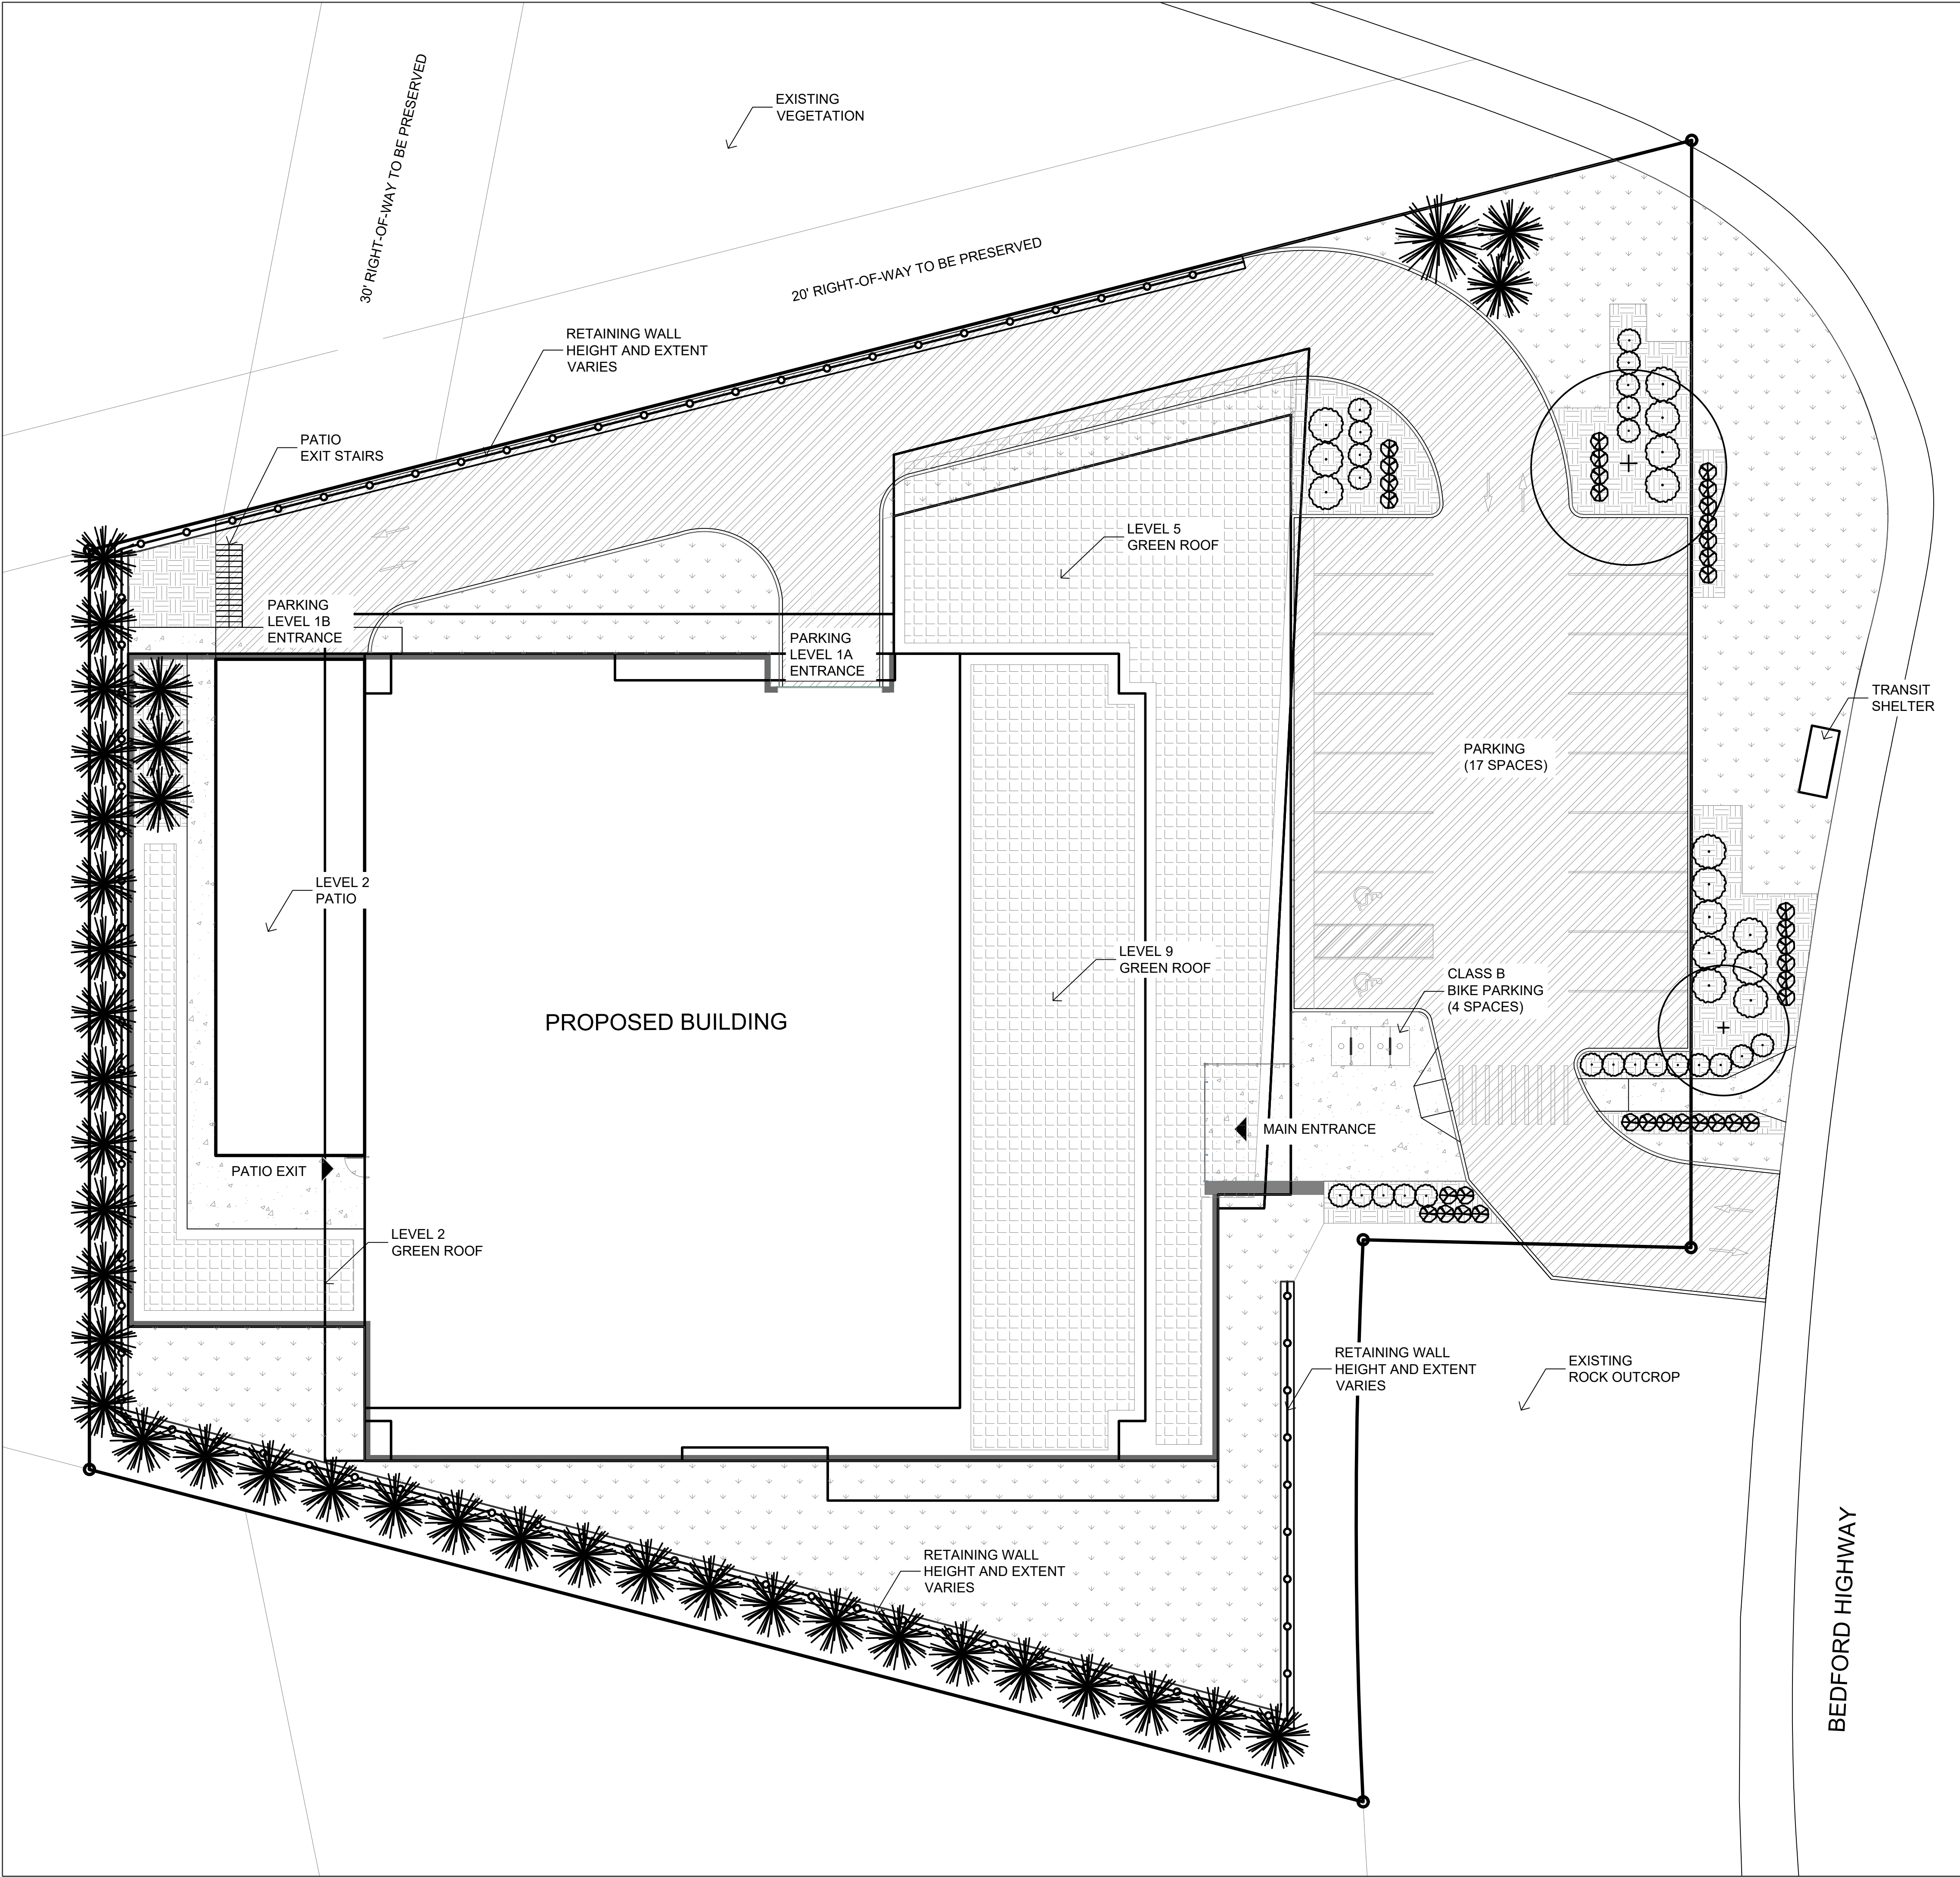 30' RIGHT-OF-WAY TO BE PRESERVED
EXISTING
VEGETATION
20' RIGHT-OF-WAY TO BE PRESERVED
RETAINING WALL
HEIGHT AND EXTENT
VARIES
PATIO
EXIT STAIRS
LEVEL 5
GREEN ROOF
PARKING
LEVEL 1B
ENTRANCE
PARKING
LEVEL 1A
ENTRANCE
TRANSIT
SHELTER
PARKING
(17 SPACES)
LEVEL 2
PATIO
LEVEL 9
GREEN ROOF
CLASS B
BIKE PARKING
(4 SPACES)
PROPOSED BUILDING
MAIN ENTRANCE
PATIO EXIT
LEVEL 2
GREEN ROOF
RETAINING WALL
HEIGHT AND EXTENT
VARIES
EXISTING
ROCK OUTCROP
RETAINING WALL
HEIGHT AND EXTENT
VARIES
BEDFORD HIGHWAY